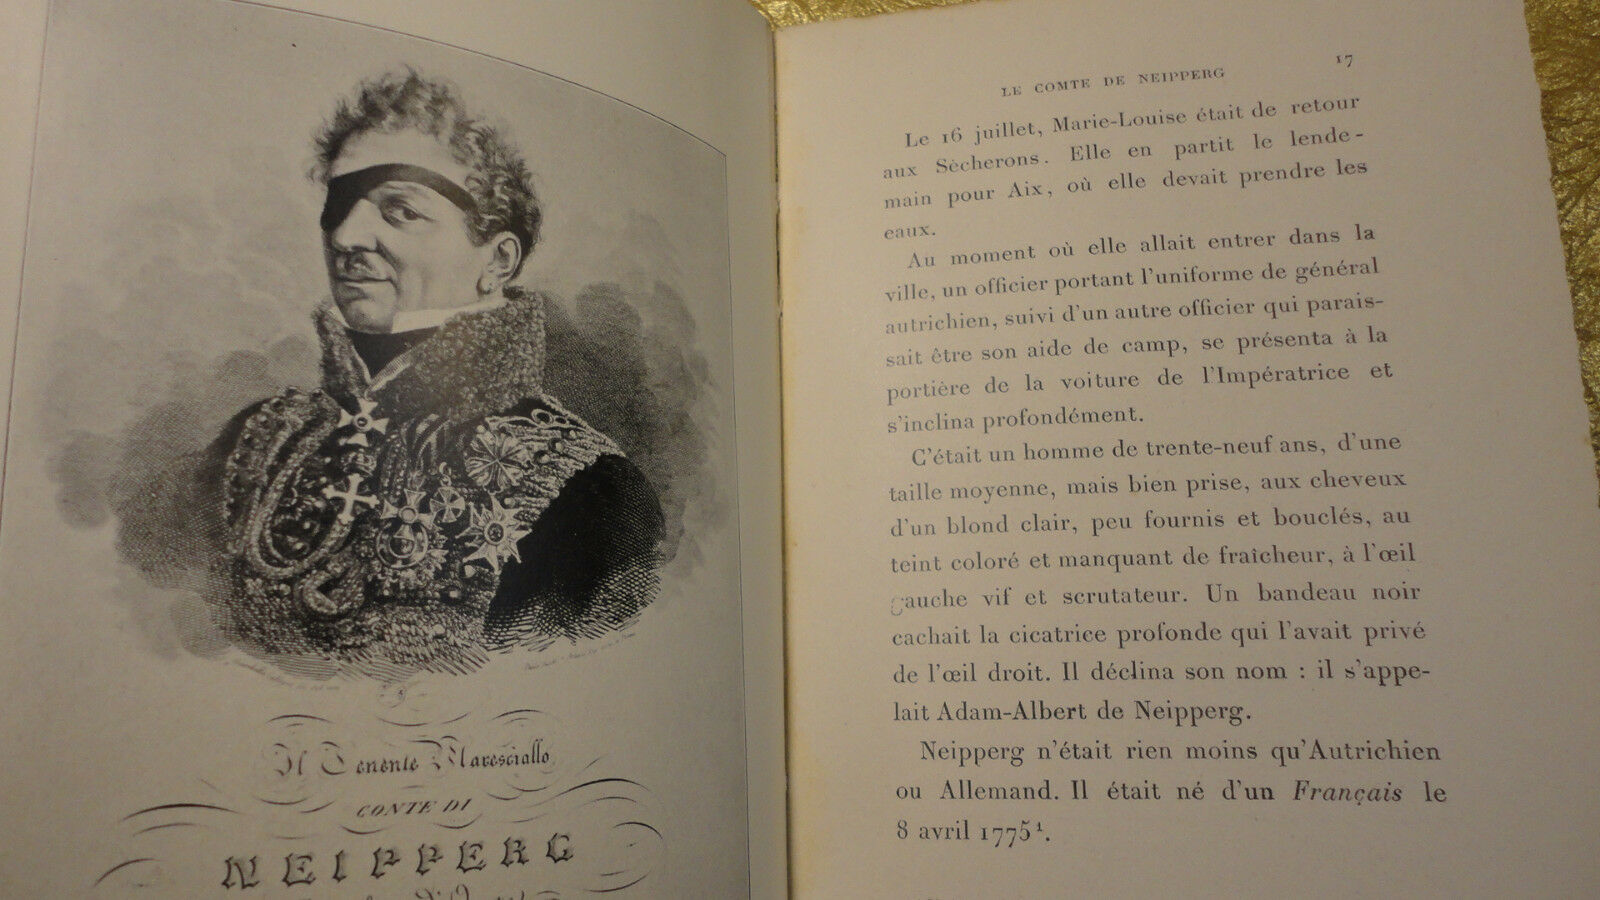 Il Tenente Maresciallo
CONTE DI
NEIPPERG
LE COMTE DE NEIPPERG
17
Le 16 juillet, Marie-Louise était de retour
aux Sècherons. Elle en partit le lende-
main pour Aix, où elle devait prendre les
eaux.
Au moment où elle allait entrer dans la
ville, un officier portant l'uniforme de général
autrichien, suivi d'un autre officier qui parais-
sait être son aide de camp, se présenta à la
portière de la voiture de l'Impératrice et
s'inclina profondément.
C'était un homme de trente-neuf ans, d'une
taille moyenne, mais bien prise, aux cheveux
d'un blond clair, peu fournis et bouclés, au
teint coloré et manquant de fraîcheur, à l'œil
gauche vif et scrutateur. Un bandeau noir
cachait la cicatrice profonde qui l'avait privé
de l'œil droit. Il déclina son nom : il s'appe-
lait Adam-Albert de Neipperg.
Neipperg n'était rien moins qu'Autrichien
ou Allemand. Il était né d'un Français le
8 avril 1775¹.